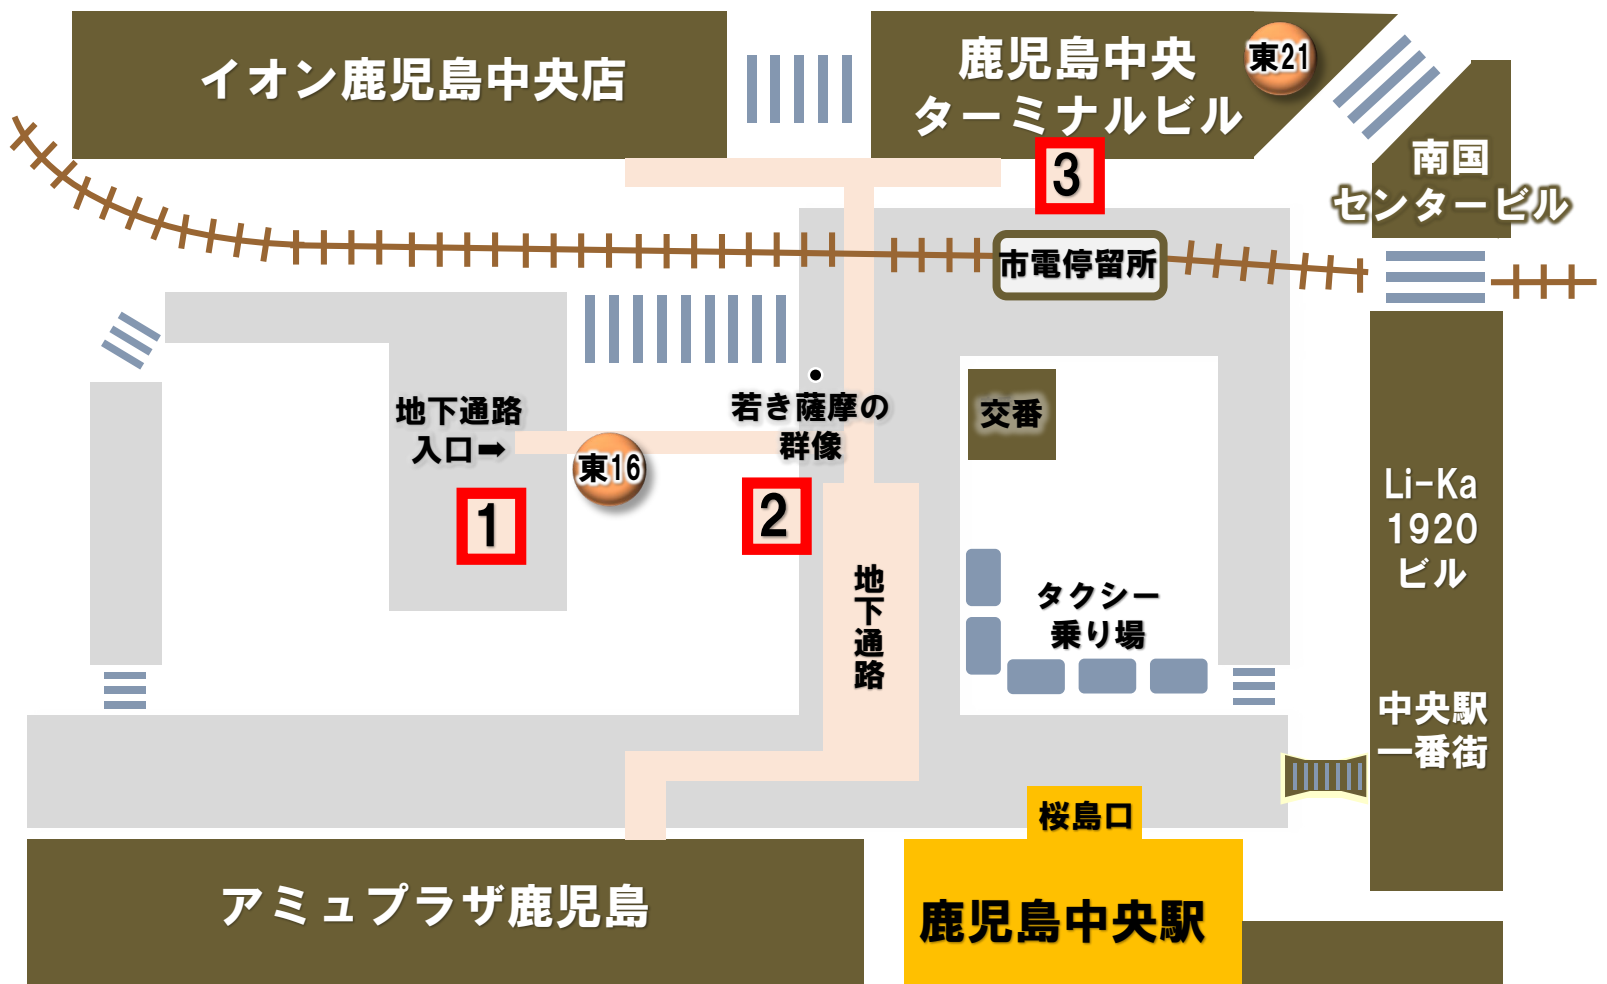 イオン鹿児島中央店
鹿児島中央
ターミナルビル
東21
南国
センタービル
3
市電停留所
地下通路
入口➡
東16
1
若き薩摩の
群像
2
交番
地下通路
タクシー
乗り場
Li-Ka
1920
ビル
中央駅
一番街
桜島口
鹿児島中央駅
アミュプラザ鹿児島